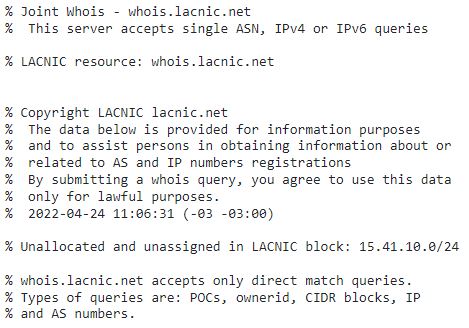 % Joint Whois - whois.lacnic.net
%  This server accepts single ASN, IPv4 or IPv6 queries
% LACNIC resource: whois.lacnic.net
% Copyright LACNIC lacnic.net
%  The data below is provided for information purposes
%  and to assist persons in obtaining information about or
%  related to AS and IP numbers registrations
%  By submitting a whois query, you agree to use this data
%  only for lawful purposes.
%  2022-04-24 11:06:31 (-03 -03:00)
% Unallocated and unassigned in LACNIC block: 15.41.10.0/24
% whois.lacnic.net accepts only direct match queries.
% Types of queries are: POCs, ownerid, CIDR blocks, IP
% and AS numbers.